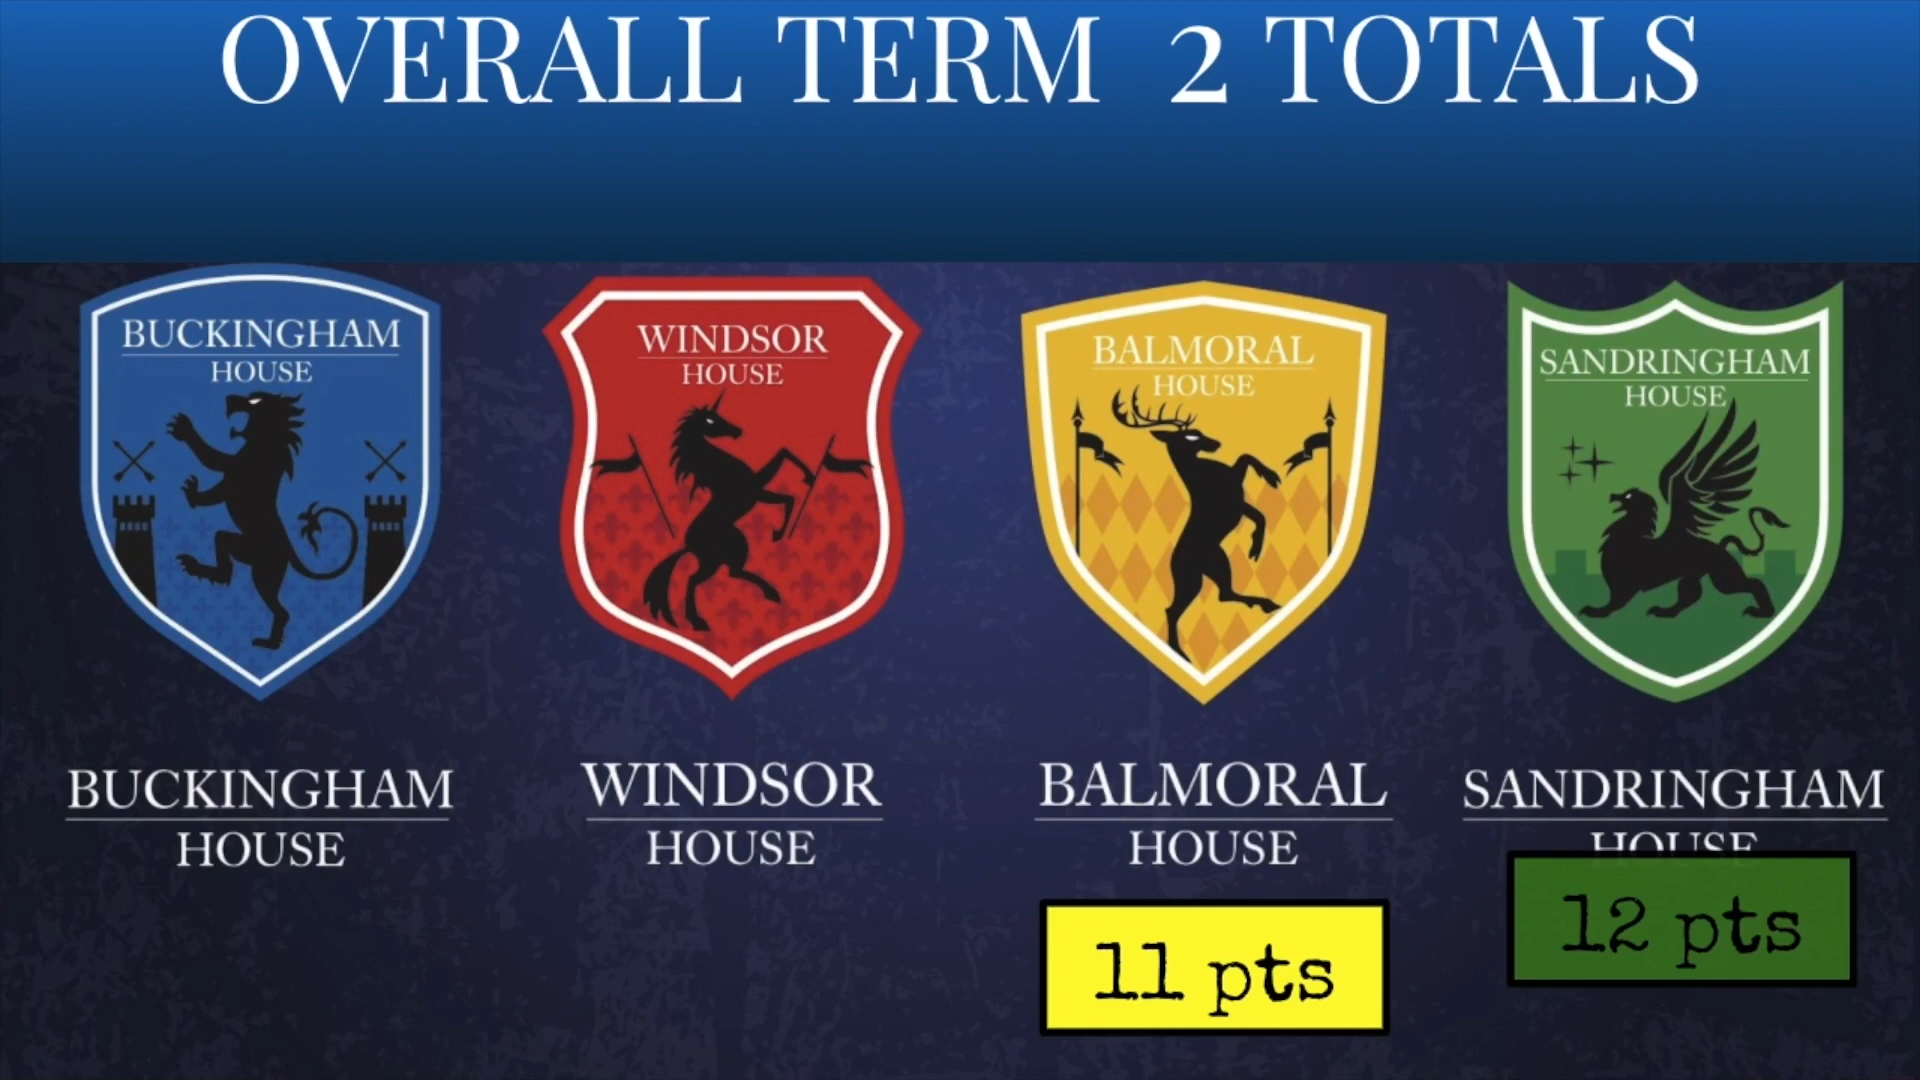 OVERALL TERM 2 TOTALS
BUCKINGHAM
HOUSE
WINDSOR
HOUSE
BALMORAL
HOUSE
SANDRINGHAM
HOUSE
BUCKINGHAM
HOUSE
WINDSOR
HOUSE
BALMORAL
HOUSE
SANDRINGHAM
HOUSE
11 pts
12 pts